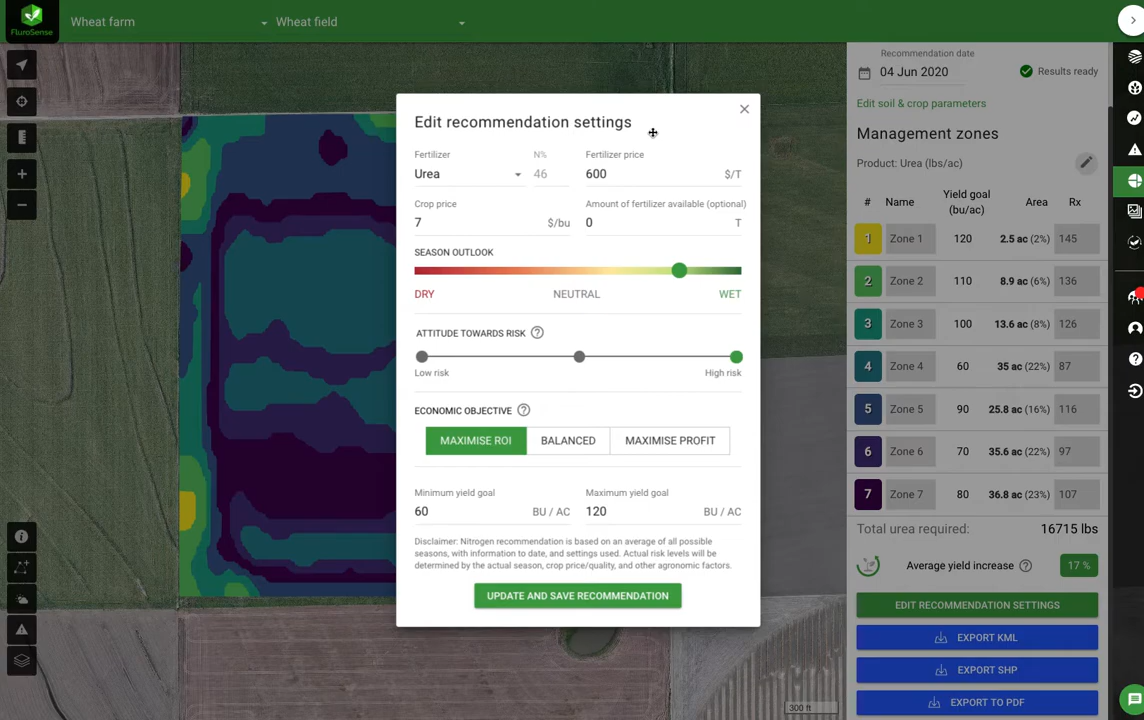 FluroSense
Wheat farm
Wheat field
Recommendation date
04 Jun 2020
Results ready
Edit soil & crop parameters
Management zones
Product: Urea (lbs/ac)
# Name Yield goal (bu/ac) Area Rx
1 Zone 1 120 2.5 ac (2%) 145
2 Zone 2 110 8.9 ac (6%) 136
3 Zone 3 100 13.6 ac (8%) 126
4 Zone 4 60 35 ac (22%) 87
5 Zone 5 90 25.8 ac (16%) 116
6 Zone 6 70 35.6 ac (22%) 97
7 Zone 7 80 36.8 ac (23%) 107
Total urea required: 16715 lbs
Average yield increase ? 17 %
EDIT RECOMMENDATION SETTINGS
EXPORT KML
EXPORT SHP
EXPORT TO PDF
Edit recommendation settings
Fertilizer N% Fertilizer price
Urea 46 600 $/T
Crop price Amount of fertilizer available (optional)
7 $/bu 0 T
SEASON OUTLOOK
DRY NEUTRAL WET
ATTITUDE TOWARDS RISK ?
Low risk High risk
ECONOMIC OBJECTIVE ?
MAXIMISE ROI BALANCED MAXIMISE PROFIT
Minimum yield goal Maximum yield goal
60 BU / AC 120 BU / AC
Disclaimer: Nitrogen recommendation is based on an average of all possible
seasons, with information to date, and settings used. Actual risk levels will be
determined by the actual season, crop price/quality, and other agronomic factors.
UPDATE AND SAVE RECOMMENDATION
300 ft